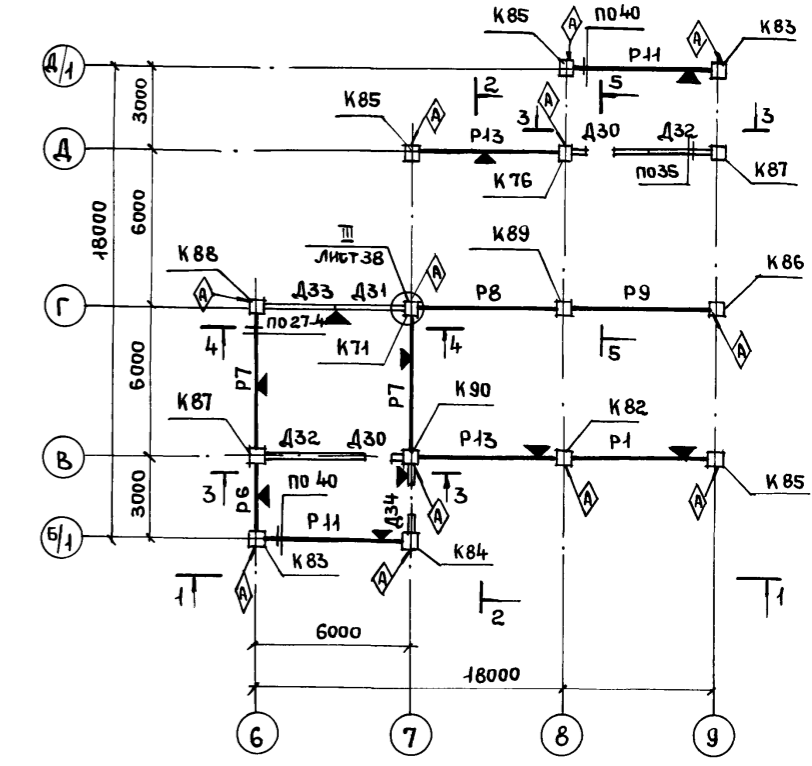 К85 А ПО40 А К83
Д/1 Р11
3000 К85 А 2 А 5
3 Р13 Д30 Д32 3
Д К76 ПО35 К87
18000 6000 III К89
К88 ЛИСТ 38 А К86
А Д33 Д31 Р8 Р9
Г ПО27-4
4 К71 4 5 А
6000 Р7 Р7 К90
К87 К82
Д32 Д30 Р13 Р1
В
3000 3 Р6 ПО 40 Д34 3 А А К85
Р11 А
Б/1 К83 К84
А А
1 2 1
6000
18000
6 7 8 9